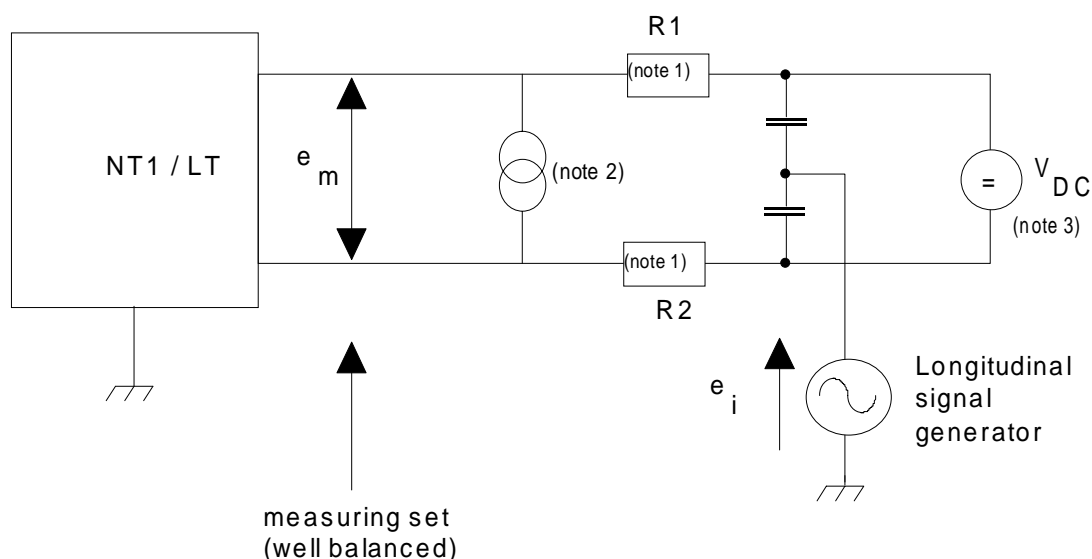 R1
(note 1)
NT1 / LT
e m
(note 2)
=
V DC
(note 3)
(note 1)
R2
e i
Longitudinal
signal
generator
measuring set
(well balanced)